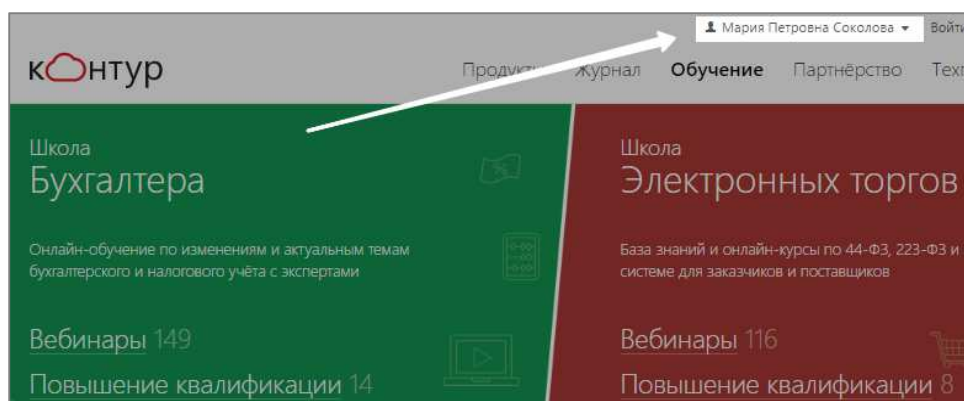 Мария Петровна Соколова
Войти
контур
Журнал Обучение Партнёрство
Школа
Бухгалтера
Онлайн-обучение по изменениям и актуальным темам
бухгалтерского и налогового учёта с экспертами
Вебинары 149
Повышение квалификации 14
Школа
Электронных торгов
База знаний и онлайн-курсы по 44-ФЗ, 223-ФЗ и
системе для заказчиков и поставщиков
Вебинары 116
Повышение квалификации 8